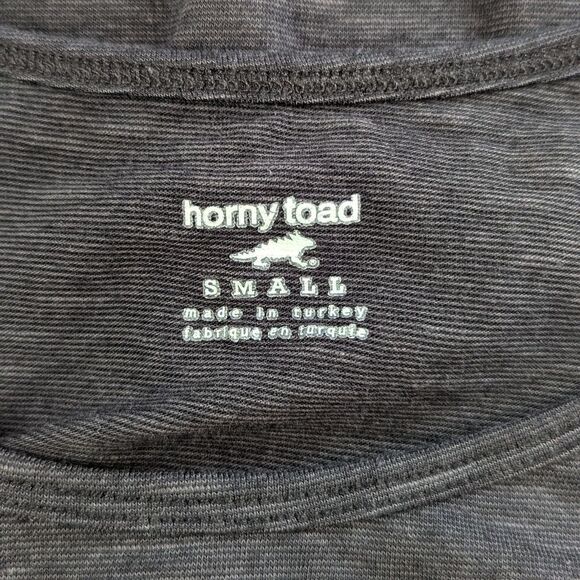 horny toad
SMALL
made in turkey
fabrique en turquie